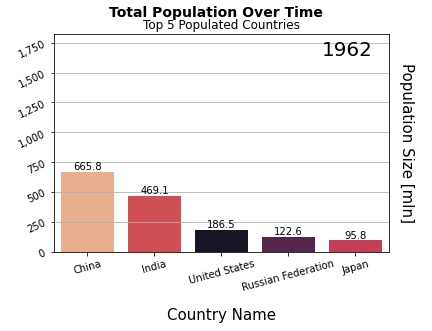 Total Population Over Time
Top 5 Populated Countries
1962
1,750
1,500
1,250
1,000
750
500
250
0
665.8
469.1
186.5
122.6
95.8
China
India
United States
Russian Federation
Japan
Country Name
Population Size [mln]